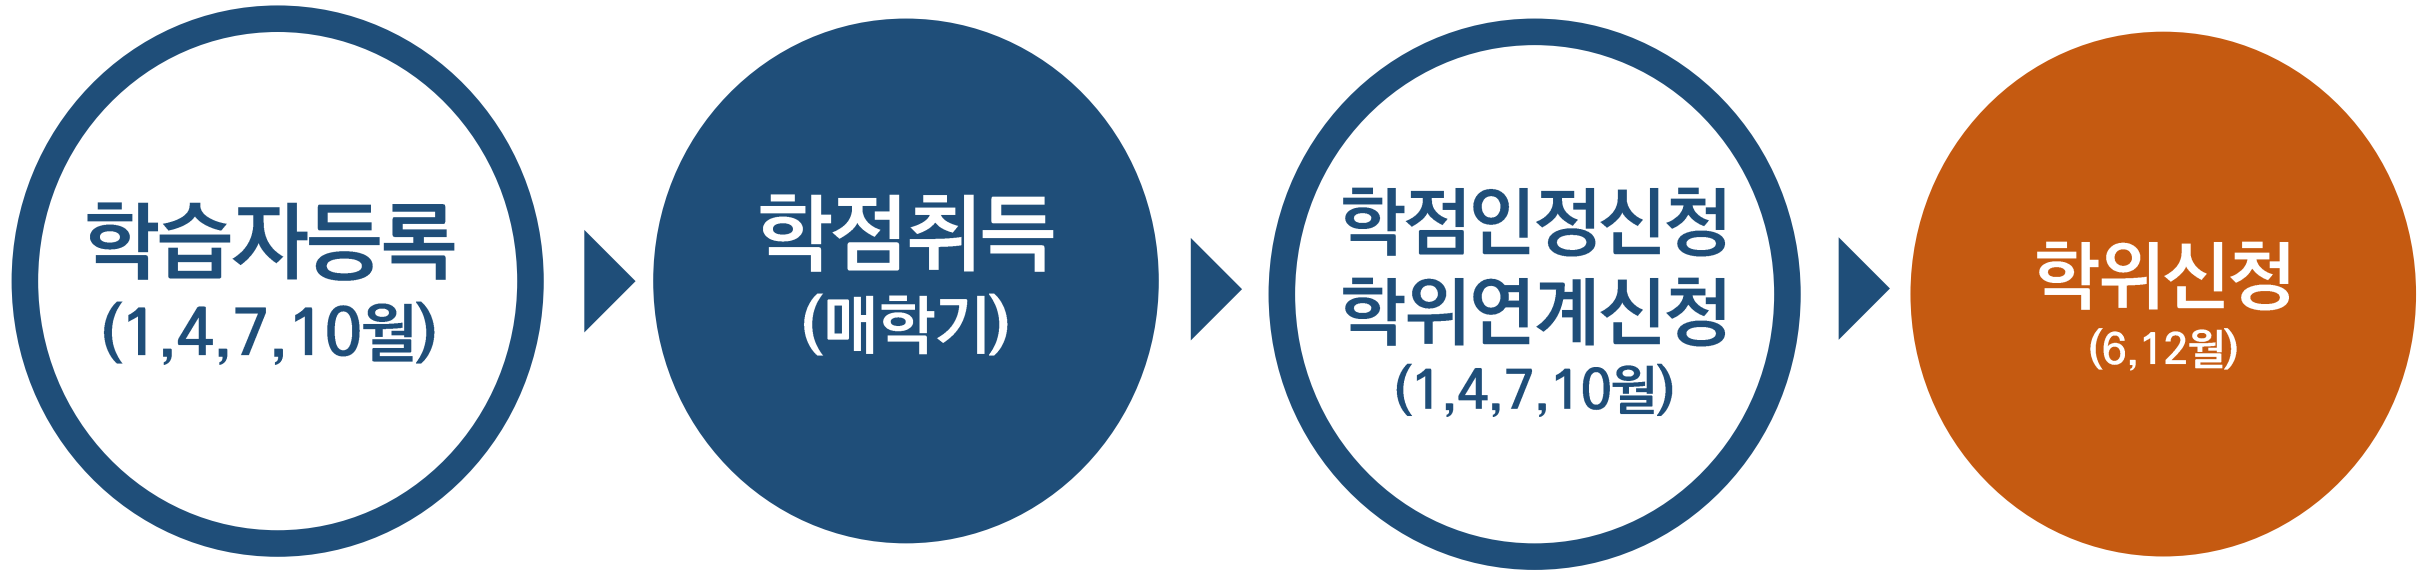 학습자등록
(1,4,7,10월)
학점취득
(매학기)
학점인정신청
학위연계신청
(1,4,7,10월)
학위신청
(6,12월)